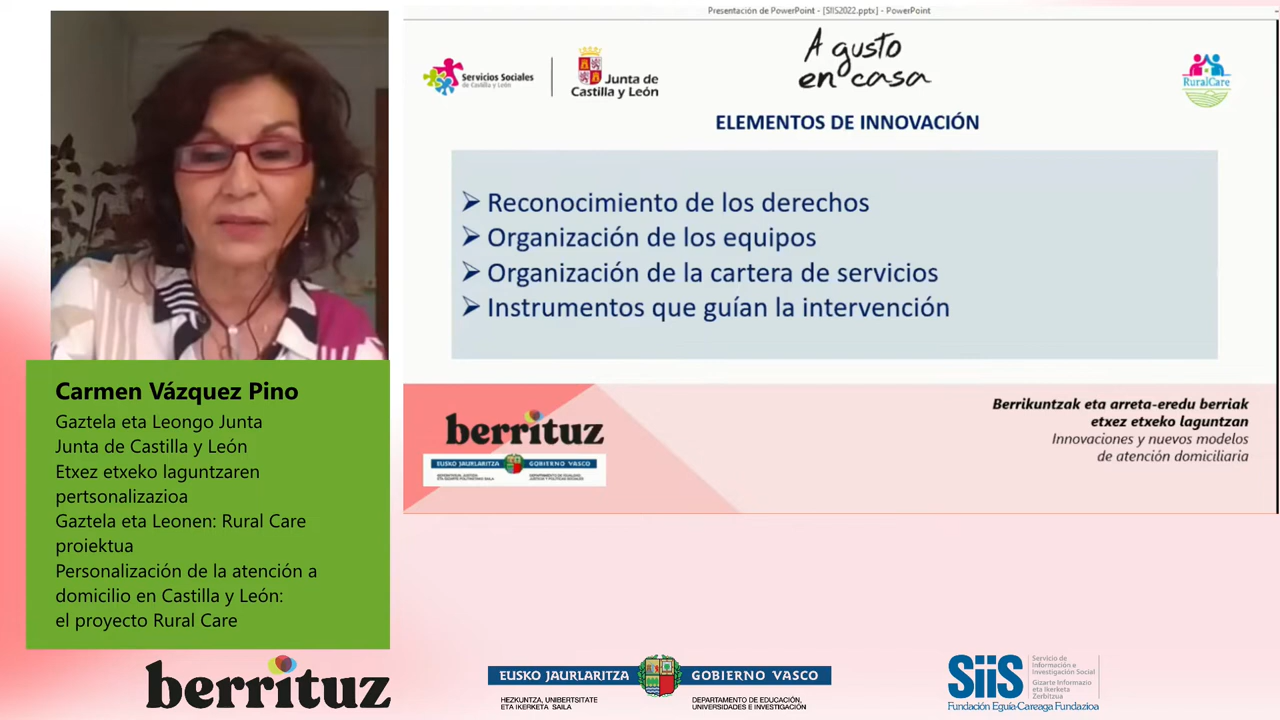 Presentación de PowerPoint - [SIIS2022.pptx] - PowerPoint
Servicios Sociales
de Castilla y León
Junta de
Castilla y León
A gusto
en casa
RuralCare
ELEMENTOS DE INNOVACIÓN
Reconocimiento de los derechos
Organización de los equipos
Organización de la cartera de servicios
Instrumentos que guían la intervención
berrituz
EUSKO JAURLARITZA
GOBIERNO VASCO
Berrikuntzak eta arreta-eredu berriak
etxez etxeko laguntzan
Innovaciones y nuevos modelos
de atención domiciliaria
Carmen Vázquez Pino
Gaztela eta Leongo Junta
Junta de Castilla y León
Etxez etxeko laguntzaren
pertsonalizazioa
Gaztela eta Leonen: Rural Care
proiektua
Personalización de la atención a
domicilio en Castilla y León:
el proyecto Rural Care
berrituz
EUSKO JAURLARITZA
GOBIERNO VASCO
HEZKUNTZA, UNIBERTSITATE
ETA IKERKETA SAILA
DEPARTAMENTO DE EDUCACIÓN,
UNIVERSIDADES E INVESTIGACIÓN
SiiS
Servicio de
Información e
Investigación Social
Gizarte Informazio
eta Ikerketa
Zerbitzua
Fundación Eguía-Careaga Fundazioa